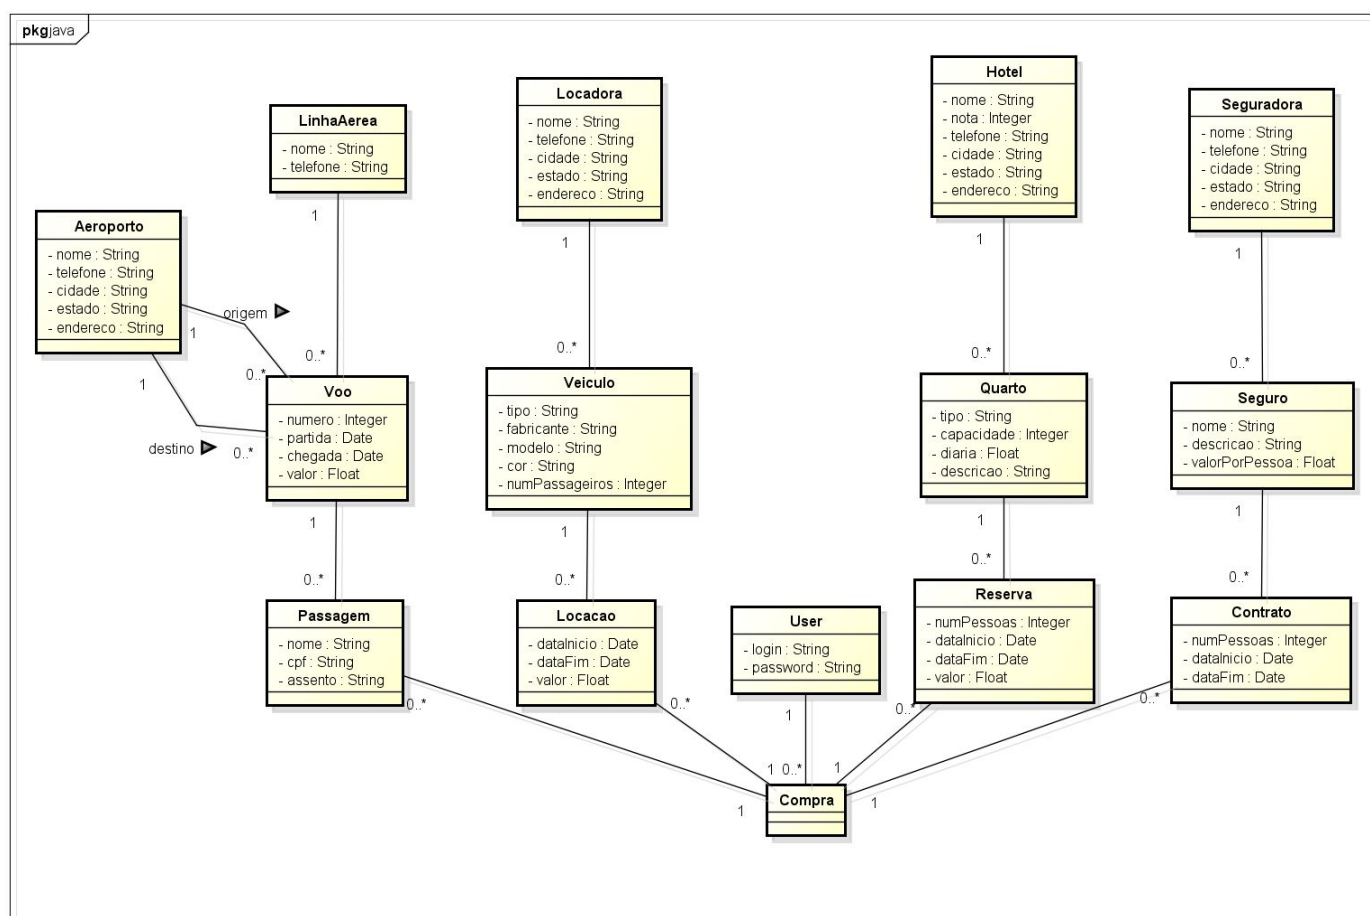 pkgjava
LinhaAerea
- nome : String
- telefone : String
1
0..*
Locadora
- nome : String
- telefone : String
- cidade : String
- estado : String
- endereco : String
1
0..*
Hotel
- nome : String
- nota : Integer
- telefone : String
- cidade : String
- estado : String
- endereco : String
1
0..*
Seguradora
- nome : String
- telefone : String
- cidade : String
- estado : String
- endereco : String
1
0..*
Aeroporto
- nome : String
- telefone : String
- cidade : String
- estado : String
- endereco : String
origem
1
0..*
1
destino
0..*
Voo
- numero : Integer
- partida : Date
- chegada : Date
- valor : Float
1
0..*
Veiculo
- tipo : String
- fabricante : String
- modelo : String
- cor : String
- numPassageiros : Integer
1
0..*
Quarto
- tipo : String
- capacidade : Integer
- diaria : Float
- descricao : String
1
0..*
Seguro
- nome : String
- descricao : String
- valorPorPessoa : Float
1
0..*
Passagem
- nome : String
- cpf : String
- assento : String
0..*
Locacao
- dataInicio : Date
- dataFim : Date
- valor : Float
0..*
User
- login : String
- password : String
1
Reserva
- numPessoas : Integer
- dataInicio : Date
- dataFim : Date
- valor : Float
0..*
Contrato
- numPessoas : Integer
- dataInicio : Date
- dataFim : Date
0..*
1
1
0..*
1
1
Compra